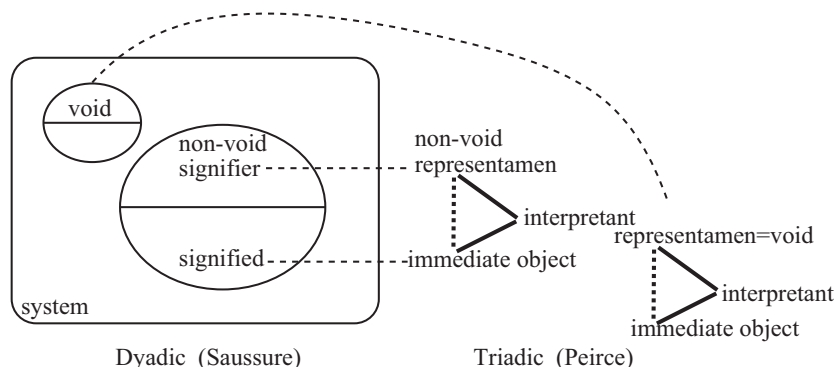 void
non-void
signifier
signified
system
Dyadic (Saussure)
non-void
representamen
interpretant
immediate object
representamen=void
interpretant
immediate object
Triadic (Peirce)